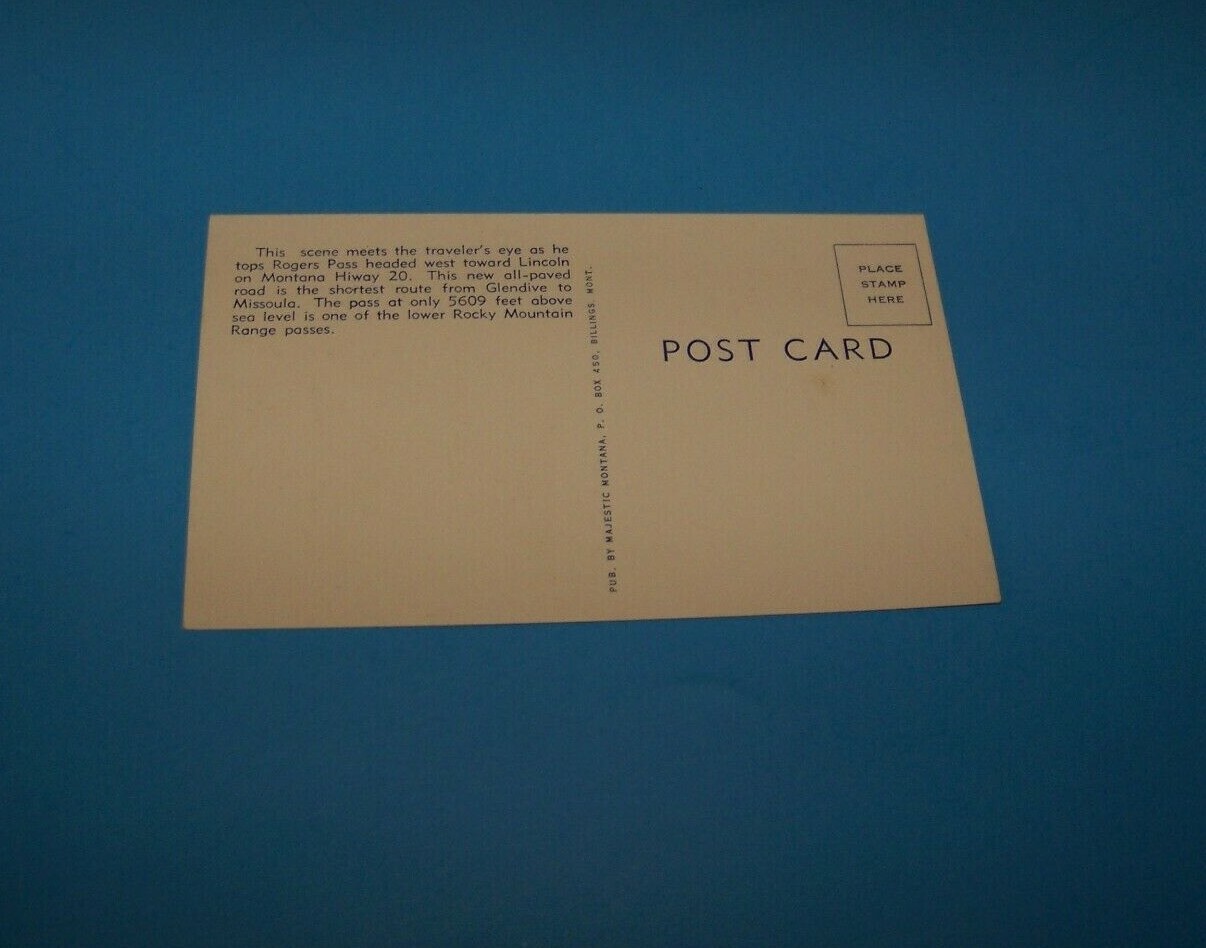 This scene meets the traveler's eye as he
tops Rogers Pass headed west toward Lincoln
on Montana Hiway 20. This new all-paved
road is the shortest route from Glendive to
Missoula. The pass at only 5609 feet above
sea level is one of the lower Rocky Mountain
Range passes.
PUB. BY MAJESTIC MONTANA, P. O. BOX 450, BILLINGS MONT.
PLACE
STAMP
HERE
POST CARD